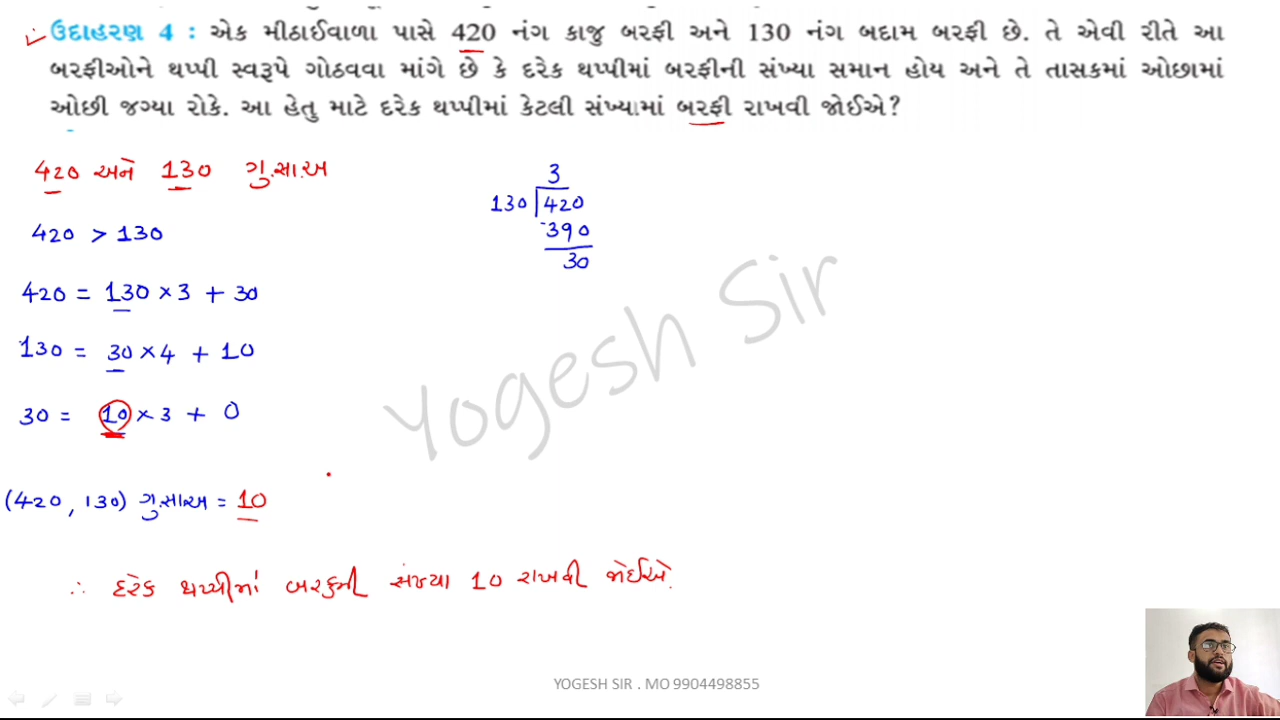 ઉદાહરણ 4 : એક મીઠાઈવાળા પાસે 420 નંગ કાજુ બરફી અને 130 નંગ બદામ બરફી છે. તે એવી રીતે આ
બરફીઓને થપ્પી સ્વરૂપે ગોઠવવા માંગે છે કે દરેક થપ્પીમાં બરફીની સંખ્યા સમાન હોય અને તે તાસકમાં ઓછામાં
ઓછી જગ્યા રોકે. આ હેતુ માટે દરેક થપ્પીમાં કેટલી સંખ્યામાં બરફી રાખવી જોઈએ?
420 અને 130 ગુ.સા.અ
420 > 130
420 = 130 × 3 + 30
130 = 30 × 4 + 10
30 = 10 × 3 + 0
3
130 420
-390
30
(420, 130) ગુ.સા.અ = 10
∴ દરેક થપ્પીમાં બરફની સંખ્યા 10 રાખવી જોઈએ.
Yogesh Sir
YOGESH SIR . MO 9904498855